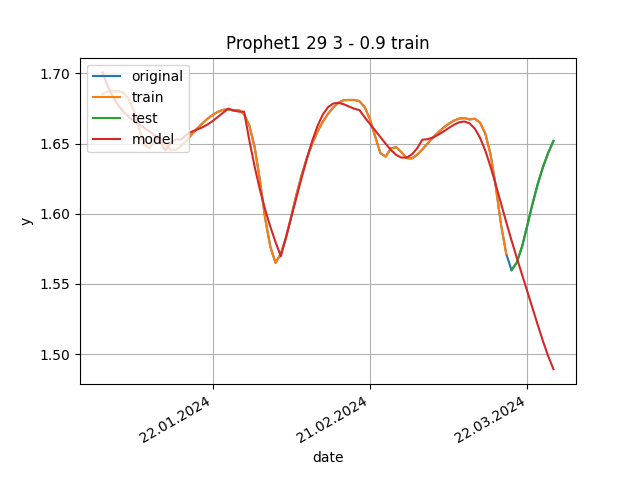 Prophet1 29 3 - 0.9 train
original
train
test
model
1.70
1.65
1.60
1.55
1.50
y
22.01.2024
21.02.2024
22.03.2024
date